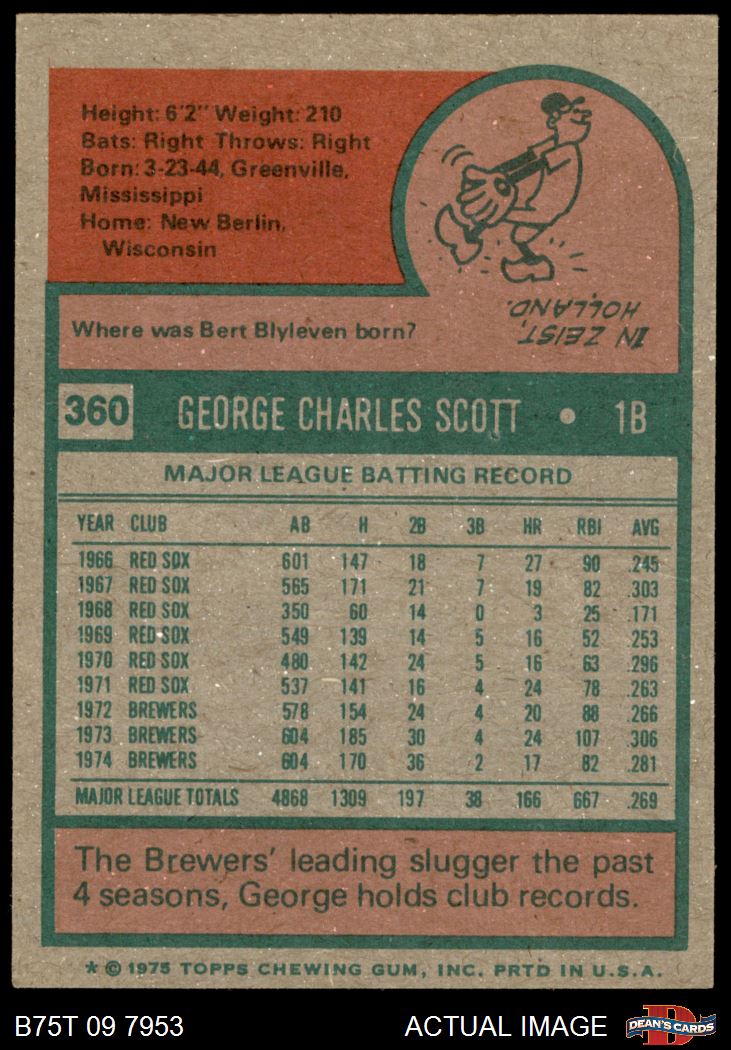 Height: 6'2" Weight: 210
Bats: Right Throws: Right
Born: 3-23-44, Greenville,
Mississippi
Home: New Berlin,
Wisconsin
Where was Bert Blyleven born?
IN ZEIST,
HOLLAND.
360 GEORGE CHARLES SCOTT • 1B
MAJOR LEAGUE BATTING RECORD
YEAR CLUB AB H 2B 3B HR RBI AVG
1966 RED SOX 601 147 18 7 27 90 .245
1967 RED SOX 565 171 21 7 19 82 .303
1968 RED SOX 350 60 14 0 3 25 .171
1969 RED SOX 549 139 14 5 16 52 .253
1970 RED SOX 480 142 24 5 16 63 .296
1971 RED SOX 537 141 16 4 24 78 .263
1972 BREWERS 578 154 24 4 20 88 .266
1973 BREWERS 604 185 30 4 24 107 .306
1974 BREWERS 604 170 36 2 17 82 .281
MAJOR LEAGUE TOTALS 4868 1309 197 38 166 667 .269
The Brewers' leading slugger the past
4 seasons, George holds club records.
* © 1975 TOPPS CHEWING GUM, INC. PRTD IN U.S.A.
B75T 09 7953 ACTUAL IMAGE D DEAN'S CARDS